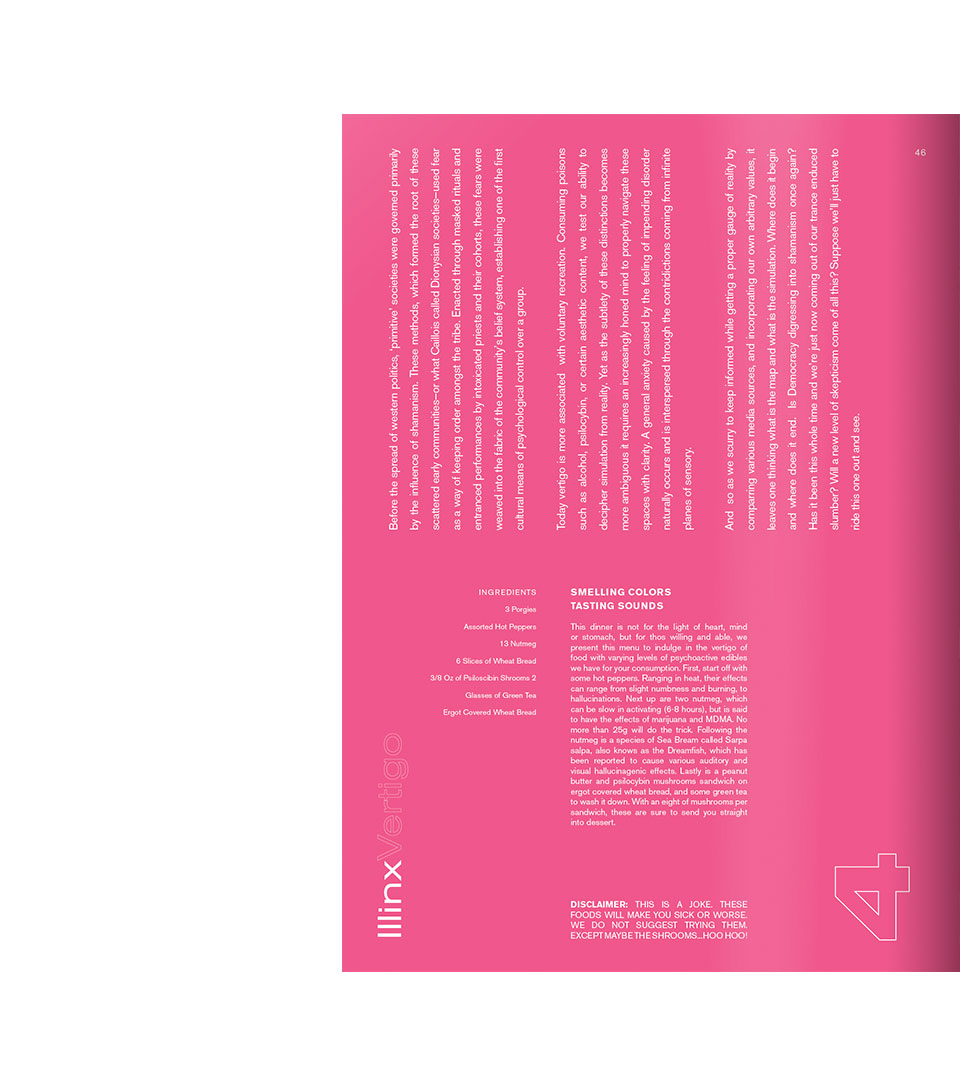 46
Before the spread of western politics, 'primitive' societies were governed primarily
by the influence of shamanism. These methods, which formed the root of these
scattered early communities–or what Caillois called Dionysian societies–used fear
as a way of keeping order amongst the tribe. Enacted through masked rituals and
entranced performances by intoxicated priests and their cohorts, these fears were
weaved into the fabric of the community's belief system, establishing one of the first
cultural means of psychological control over a group.
Today vertigo is more associated with voluntary recreation. Consuming poisons
such as alcohol, psilocybin, or certain aesthetic content, we test our ability to
decipher simulation from reality. Yet as the subtlety of these distinctions becomes
more ambiguous it requires an increasingly honed mind to properly navigate these
spaces with clarity. A general anxiety caused by the feeling of impending disorder
naturally occurs and is interspersed through the contridictions coming from infinite
planes of sensory.
And so as we scurry to keep informed while getting a proper gauge of reality by
comparring various media sources, and incorporating our own arbitrary values, it
leaves one thinking what is the map and what is the simulation. Where does it begin
and where does it end. Is Democracy digressing into shamanism once again?
Has it been this whole time and we're just now coming out of our trance enduced
slumber? Will a new level of skepticism come of all this? Suppose we'll just have to
ride this one out and see.
INGREDIENTS
3 Porgies
Assorted Hot Peppers
13 Nutmeg
6 Slices of Wheat Bread
3/8 Oz of Psiloscibin Shrooms 2
Glasses of Green Tea
Ergot Covered Wheat Bread
SMELLING COLORS
TASTING SOUNDS
This dinner is not for the light of heart, mind
or stomach, but for thos willing and able, we
present this menu to indulge in the vertigo of
food with varying levels of psychoactive edibles
we have for your consumption. First, start off with
some hot peppers. Ranging in heat, their effects
can range from slight numbness and burning, to
hallucinations. Next up are two nutmeg, which
can be slow in activating (6-8 hours), but is said
to have the effects of marijuana and MDMA. No
more than 25g will do the trick. Following the
nutmeg is a species of Sea Bream called Sarpa
salpa, also knows as the Dreamfish, which has
been reported to cause various auditory and
visual hallucinagenic effects. Lastly is a peanut
butter and psilocybin mushrooms sandwich on
ergot covered wheat bread, and some green tea
to wash it down. With an eight of mushrooms per
sandwich, these are sure to send you straight
into dessert.
IllinxVertigo
DISCLAIMER: THIS IS A JOKE. THESE
FOODS WILL MAKE YOU SICK OR WORSE.
WE DO NOT SUGGEST TRYING THEM.
EXCEPT MAYBE THE SHROOMS...HOO HOO!
4